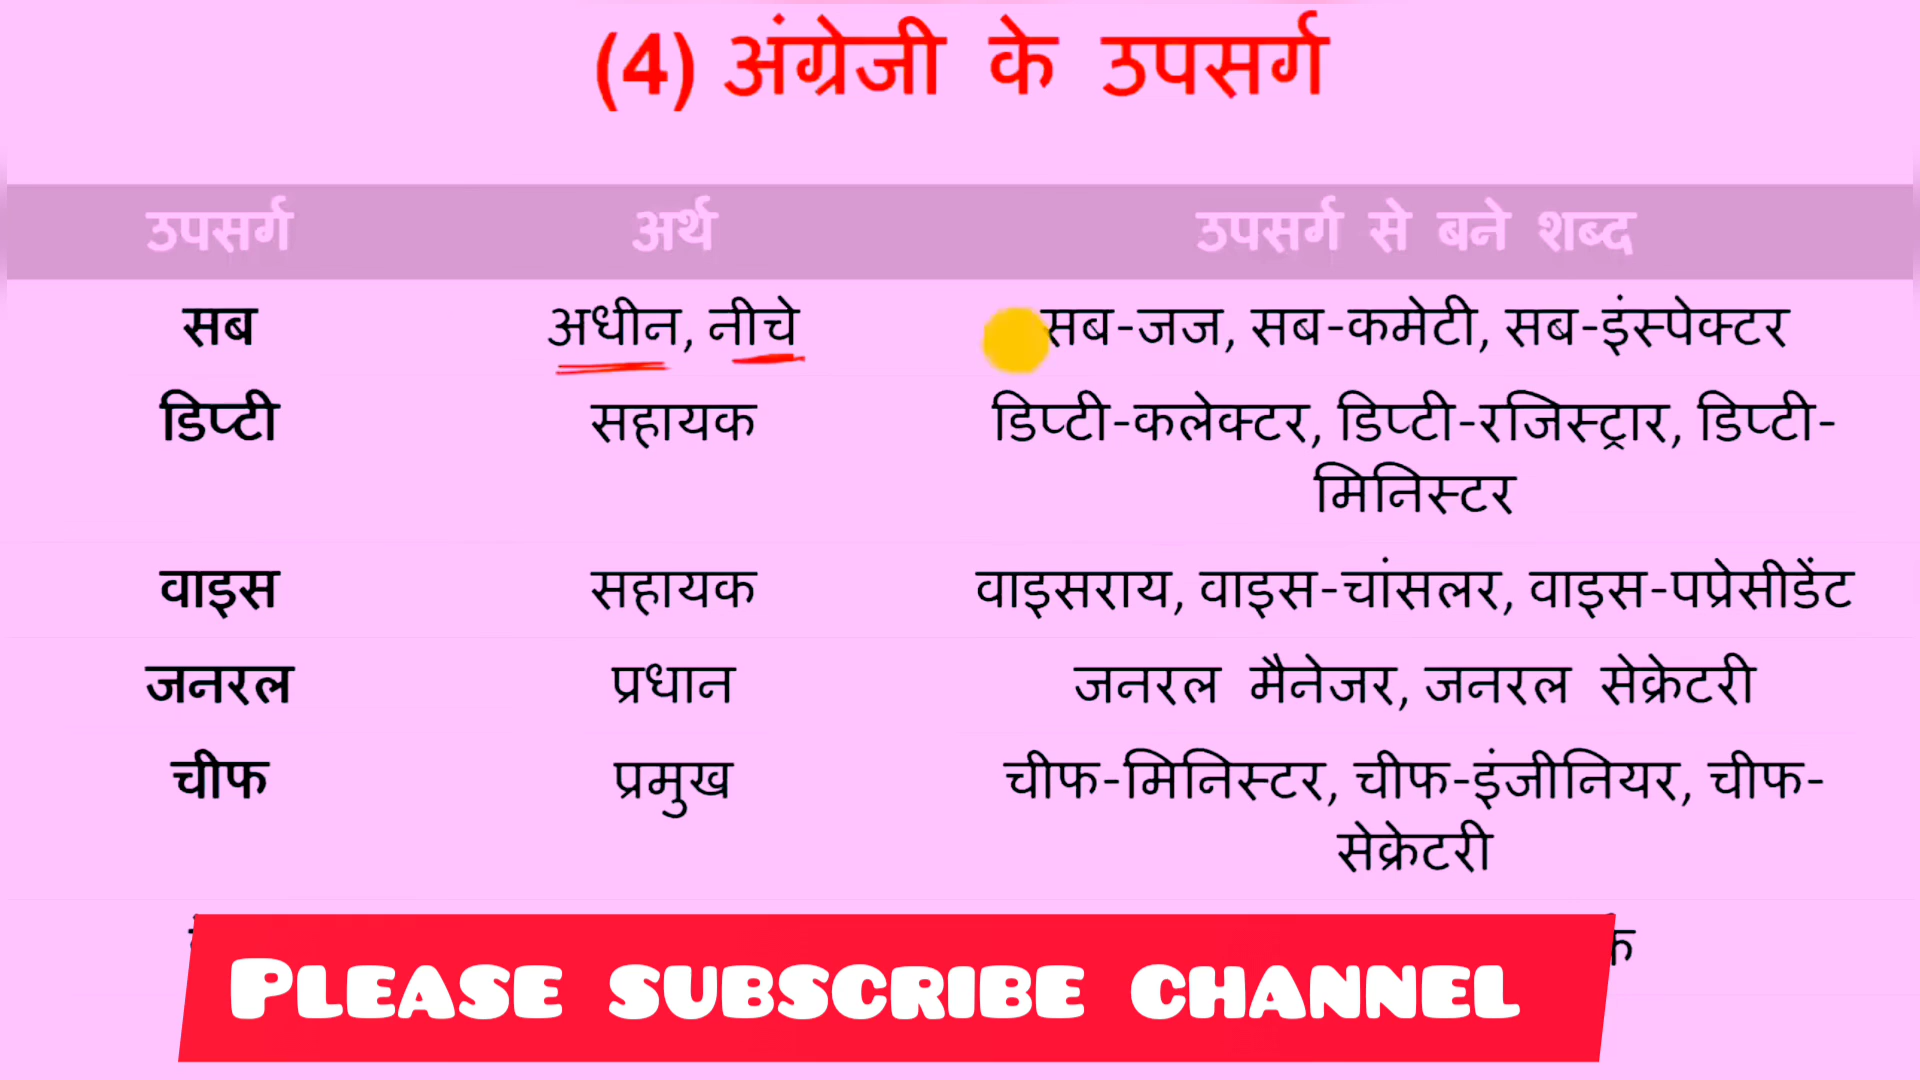 (4) अंग्रेजी के उपसर्ग
उपसर्ग अर्थ उपसर्ग से बने शब्द
सब अधीन, नीचे सब-जज, सब-कमेटी, सब-इंस्पेक्टर
डिप्टी सहायक डिप्टी-कलेक्टर, डिप्टी-रजिस्ट्रार, डिप्टी-
मिनिस्टर
वाइस सहायक वाइसराय, वाइस-चांसलर, वाइस-पप्रेसीडेंट
जनरल प्रधान जनरल मैनेजर, जनरल सेक्रेटरी
चीफ प्रमुख चीफ-मिनिस्टर, चीफ-इंजीनियर, चीफ-
सेक्रेटरी
PLEASE SUBSCRIBE CHANNEL